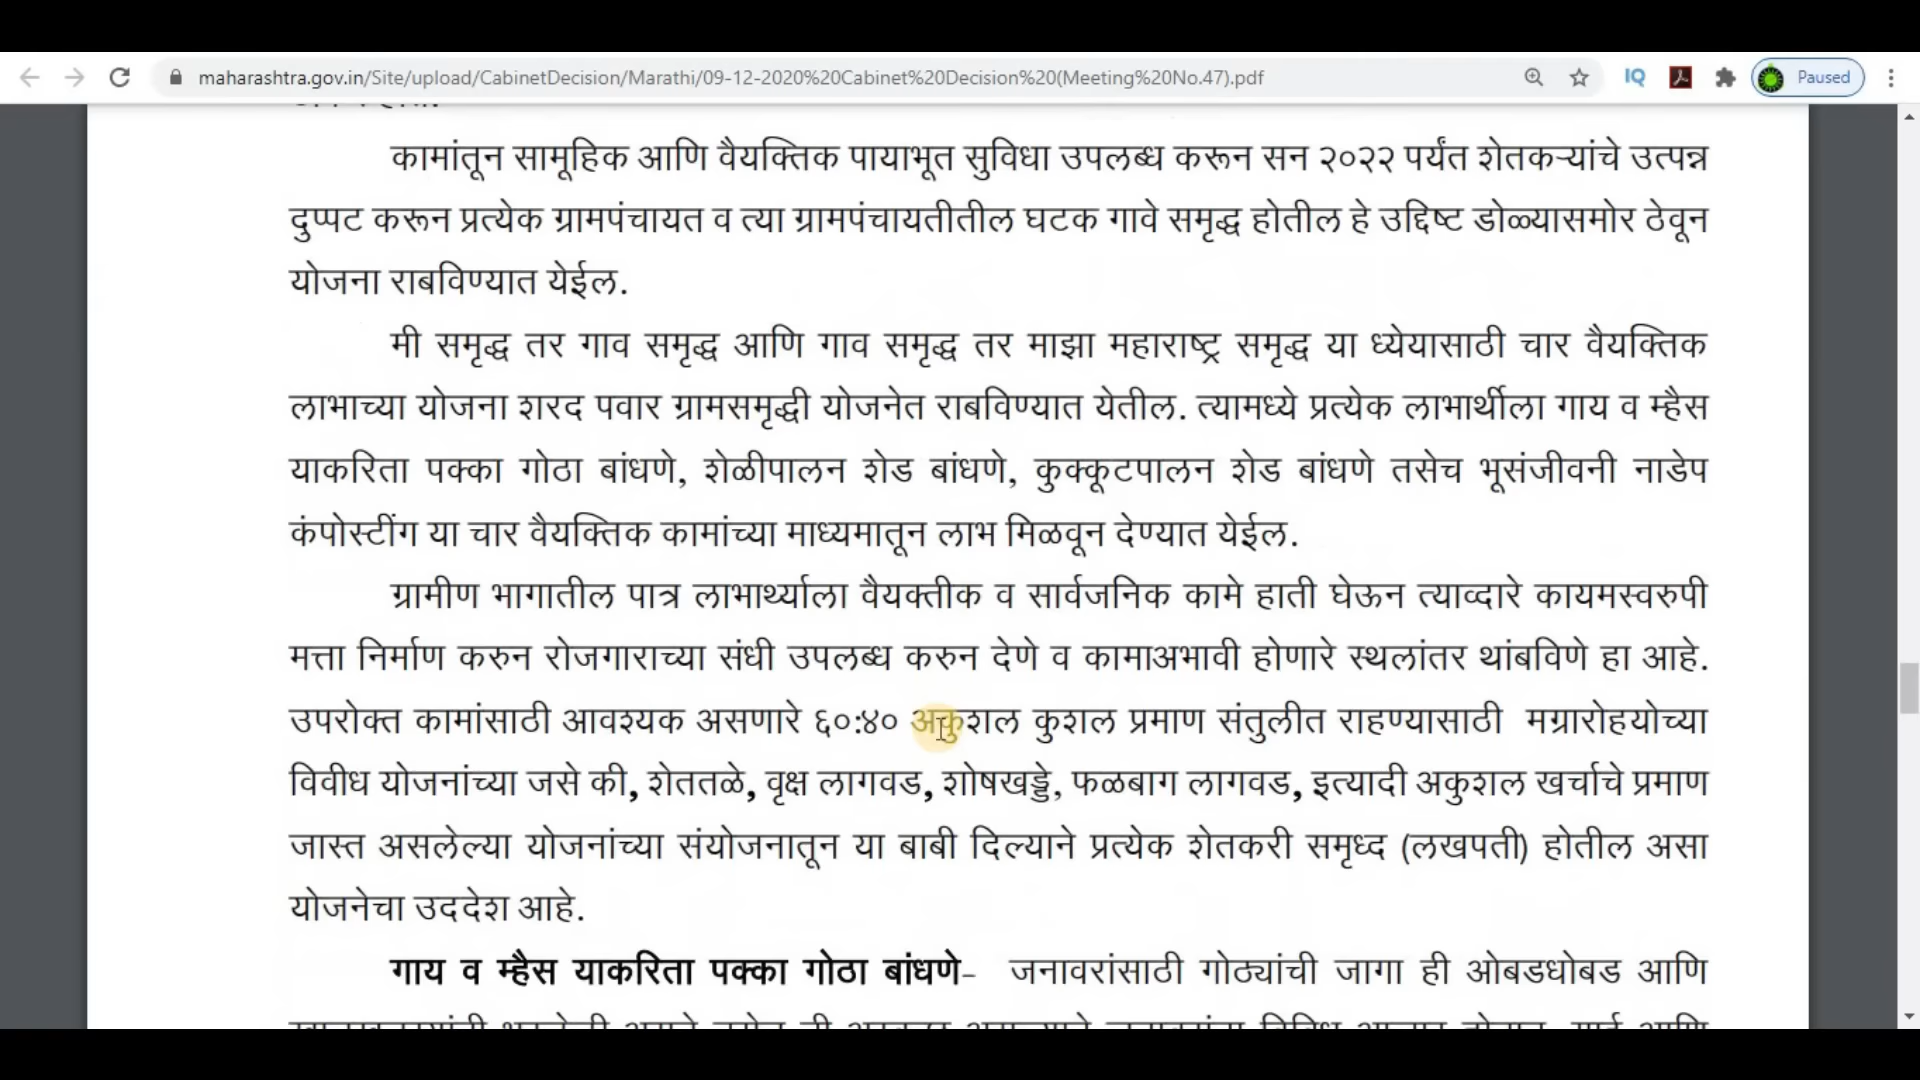 maharashtra.gov.in/Site/upload/CabinetDecision/Marathi/09-12-2020%20Cabinet%20Decision%20(Meeting%20No.47).pdf
IQ
Paused
कामांतून सामूहिक आणि वैयक्तिक पायाभूत सुविधा उपलब्ध करून सन २०२२ पर्यंत शेतकऱ्यांचे उत्पन्न
दुप्पट करून प्रत्येक ग्रामपंचायत व त्या ग्रामपंचायतीतील घटक गावे समृद्ध होतील हे उद्दिष्ट डोळ्यासमोर ठेवून
योजना राबविण्यात येईल.
मी समृद्ध तर गाव समृद्ध आणि गाव समृद्ध तर माझा महाराष्ट्र समृद्ध या ध्येयासाठी चार वैयक्तिक
लाभाच्या योजना शरद पवार ग्रामसमृद्धी योजनेत राबविण्यात येतील. त्यामध्ये प्रत्येक लाभार्थीला गाय व म्हैस
याकरिता पक्का गोठा बांधणे, शेळीपालन शेड बांधणे, कुक्कूटपालन शेड बांधणे तसेच भूसंजीवनी नाडेप
कंपोस्टींग या चार वैयक्तिक कामांच्या माध्यमातून लाभ मिळवून देण्यात येईल.
ग्रामीण भागातील पात्र लाभार्थ्याला वैयक्तीक व सार्वजनिक कामे हाती घेऊन त्याव्दारे कायमस्वरुपी
मत्ता निर्माण करुन रोजगाराच्या संधी उपलब्ध करुन देणे व कामाअभावी होणारे स्थलांतर थांबविणे हा आहे.
उपरोक्त कामांसाठी आवश्यक असणारे ६०:४० अकुशल कुशल प्रमाण संतुलीत राहण्यासाठी मग्रारोहयोच्या
विवीध योजनांच्या जसे की, शेततळे, वृक्ष लागवड, शोषखड्डे, फळबाग लागवड, इत्यादी अकुशल खर्चाचे प्रमाण
जास्त असलेल्या योजनांच्या संयोजनातून या बाबी दिल्याने प्रत्येक शेतकरी समृध्द (लखपती) होतील असा
योजनेचा उददेश आहे.
गाय व म्हैस याकरिता पक्का गोठा बांधणे- जनावरांसाठी गोठ्यांची जागा ही ओबडधोबड आणि